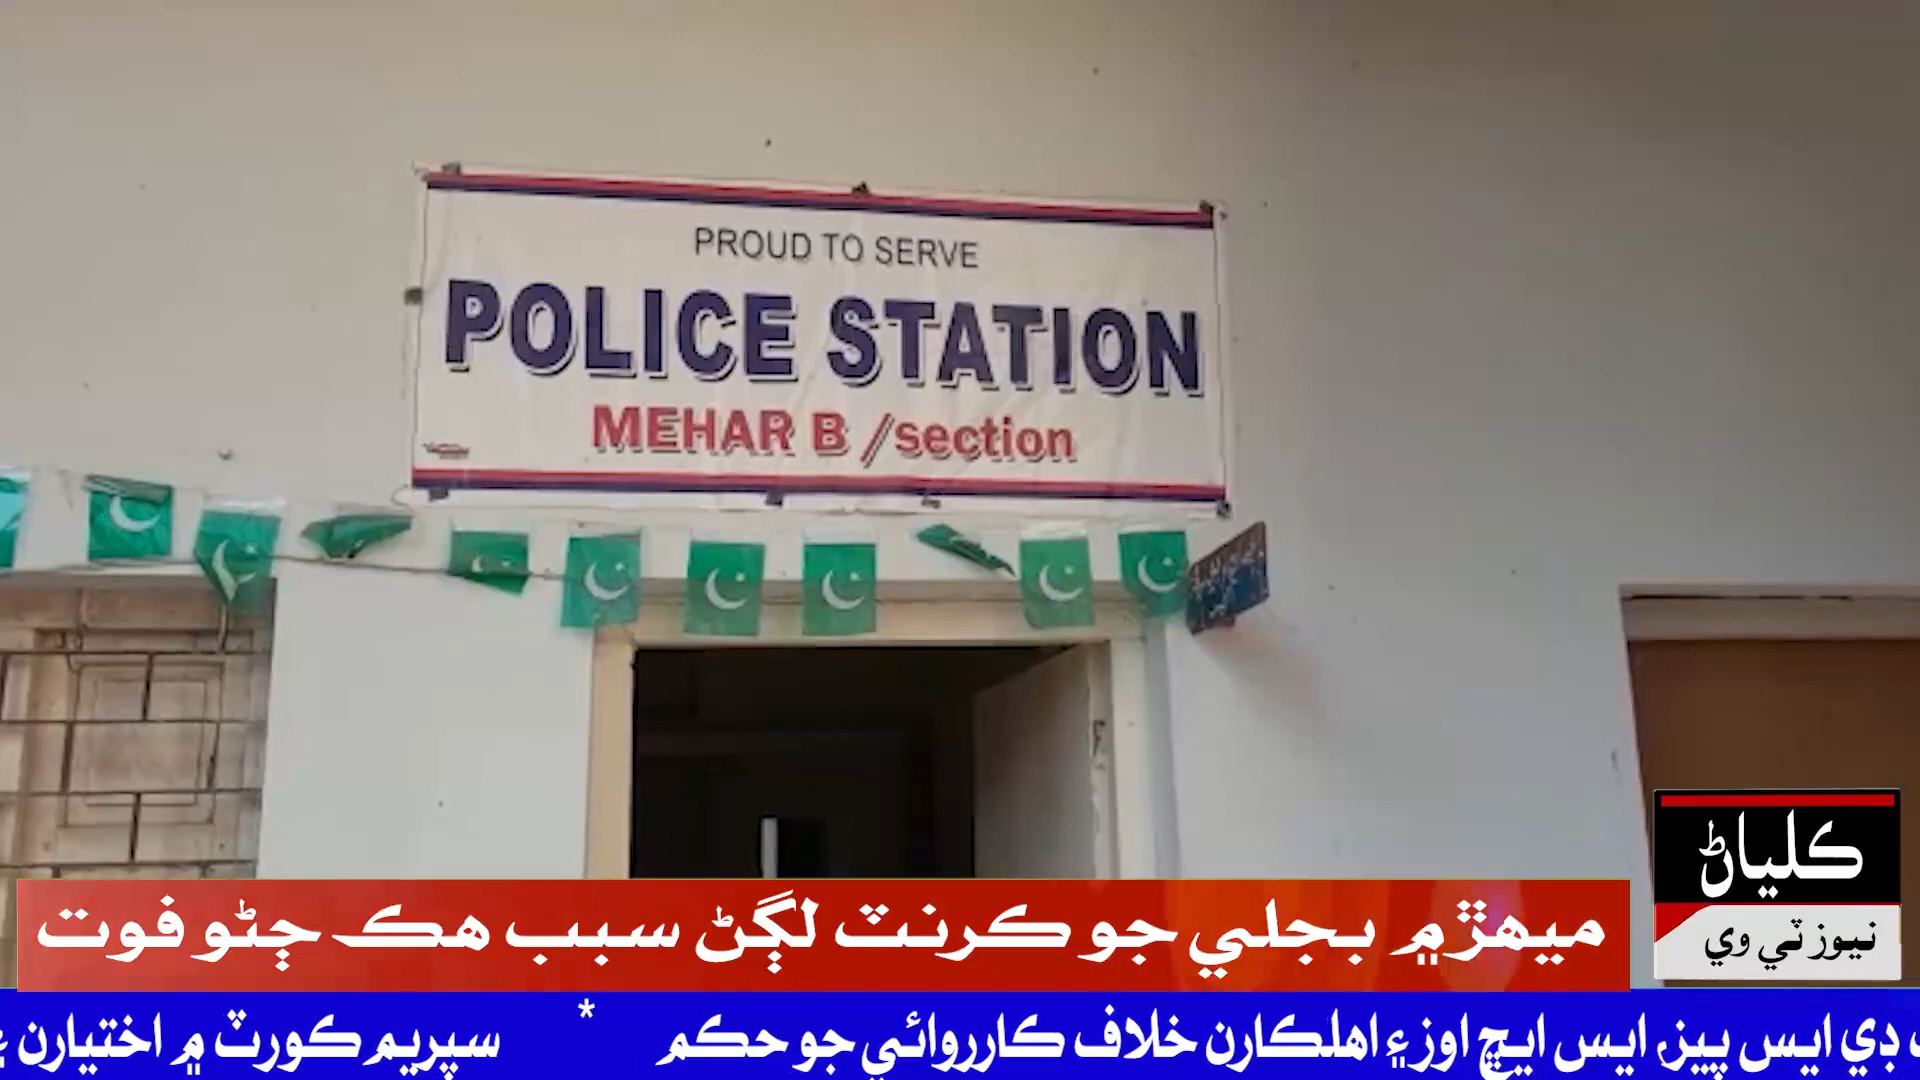 PROUD TO SERVE
POLICE STATION
MEHAR B /section
ڪلياڻ
نيوز ٽي وي
ميهڙ ۾ بجلي جو ڪرنٽ لڳڻ سبب هڪ ڄڻو فوت
ڊي ايس پيز، ايس ايڇ اوز ۽ اهلڪارن خلاف ڪارروائي جو حڪم * سپريم ڪورٽ ۾ اختيارن